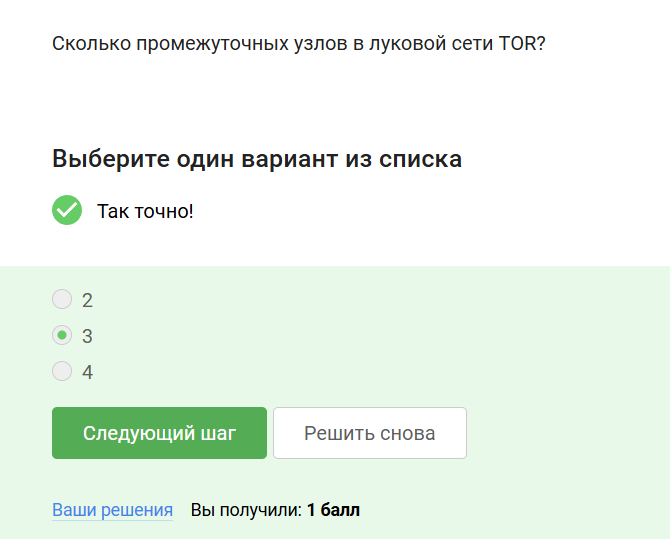 Сколько промежуточных узлов в луковой сети TOR?
Выберите один вариант из списка
Так точно!
2
3
4
Следующий шаг Решить снова
Ваши решения Вы получили: 1 балл